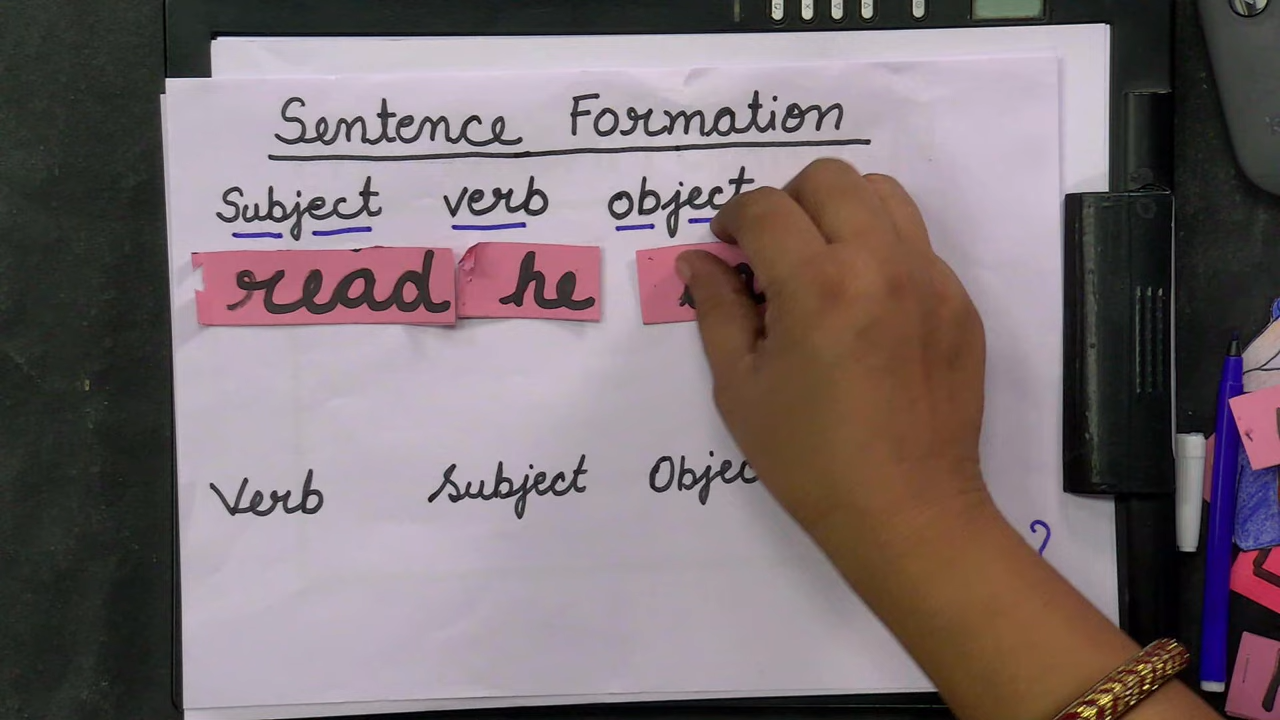 Sentence Formation
Subject verb object
read he
Verb Subject Objec
?